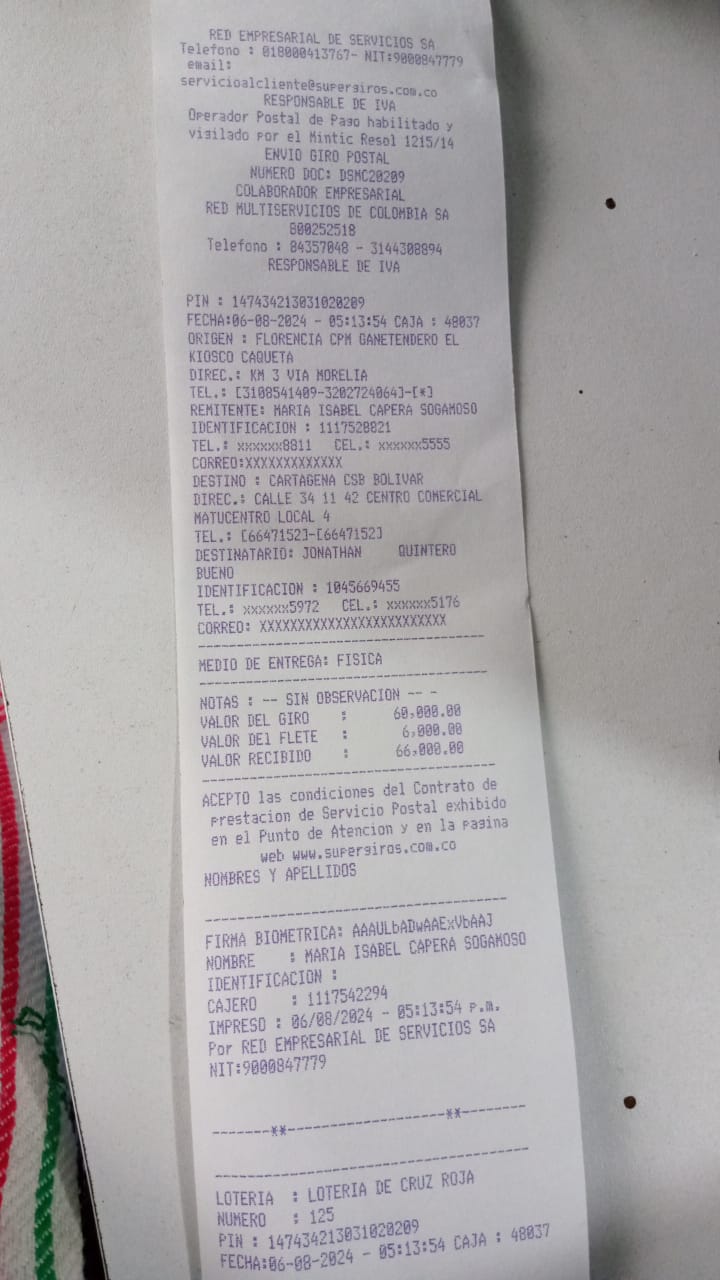 RED EMPRESARIAL DE SERVICIOS SA
Telefono : 018000413767- NIT:9000847779
email:
servicioalcliente@supergiros.com.co
RESPONSABLE DE IVA
Operador Postal de Pago habilitado y
vigilado por el Mintic Resol 1215/14
ENVIO GIRO POSTAL
NUMERO DOC: DSMC20209
COLABORADOR EMPRESARIAL
RED MULTISERVICIOS DE COLOMBIA SA
800252518
Telefono : 84357048 - 3144308894
RESPONSABLE DE IVA
PIN : 147434213031020209
FECHA:06-08-2024 - 05:13:54 CAJA : 48037
ORIGEN : FLORENCIA CPM GANETENDERO EL
KIOSCO CAQUETA
DIREC.: KM 3 VIA MORELIA
TEL.: [3108541409-3202724064]-[*]
REMITENTE: MARIA ISABEL CAPERA SOGAMOSO
IDENTIFICACION : 1117528821
TEL.: xxxxxx8811 CEL.: xxxxxx5555
CORREO:XXXXXXXXXXXXX
DESTINO : CARTAGENA CSB BOLIVAR
DIREC.: CALLE 34 11 42 CENTRO COMERCIAL
MATUCENTRO LOCAL 4
TEL.: [6647152]-[6647152]
DESTINATARIO: JONATHAN QUINTERO
BUENO
IDENTIFICACION : 1045669455
TEL.: xxxxxx5972 CEL.: xxxxxx5176
CORREO: XXXXXXXXXXXXXXXXXXXXXXXXX
----------------------------------------
MEDIO DE ENTREGA: FISICA
----------------------------------------
NOTAS : -- SIN OBSERVACION -- -
VALOR DEL GIRO : 60,000.00
VALOR DEl FLETE : 6,000.00
VALOR RECIBIDO : 66,000.00
----------------------------------------
ACEPTO las condiciones del Contrato de
prestacion de Servicio Postal exhibido
en el Punto de Atencion y en la pagina
web www.supergiros.com.co
NOMBRES Y APELLIDOS
----------------------------------------
FIRMA BIOMETRICA: AAAULbADwAAExVbAAJ
NOMBRE : MARIA ISABEL CAPERA SOGAMOSO
IDENTIFICACION :
CAJERO : 1117542294
IMPRESO : 06/08/2024 - 05:13:54 p.m.
Por RED EMPRESARIAL DE SERVICIOS SA
NIT:9000847779
-------**--------------------**--------
----------------------------------------
LOTERIA : LOTERIA DE CRUZ ROJA
NUMERO : 125
PIN : 147434213031020209
FECHA:06-08-2024 - 05:13:54 CAJA : 48037